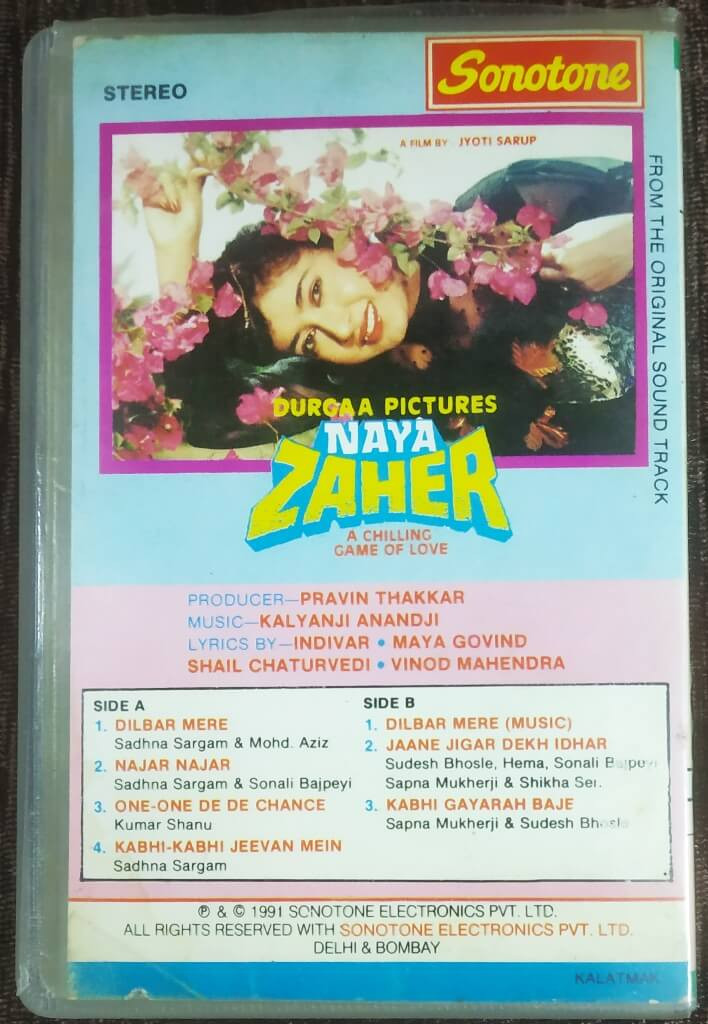 STEREO
Sonotone
A FILM BY JYOTI SARUP
FROM THE ORIGINAL SOUND TRACK
DURGAA PICTURES
NAYA
ZAHER
A CHILLING
GAME OF LOVE
PRODUCER—PRAVIN THAKKAR
MUSIC—KALYANJI ANANDJI
LYRICS BY—INDIVAR • MAYA GOVIND
SHAIL CHATURVEDI • VINOD MAHENDRA
SIDE A
1. DILBAR MERE
Sadhna Sargam & Mohd. Aziz
2. NAJAR NAJAR
Sadhna Sargam & Sonali Bajpeyi
3. ONE-ONE DE DE CHANCE
Kumar Shanu
4. KABHI-KABHI JEEVAN MEIN
Sadhna Sargam
SIDE B
1. DILBAR MERE (MUSIC)
2. JAANE JIGAR DEKH IDHAR
Sudesh Bhosle, Hema, Sonali Bajpeyi
Sapna Mukherji & Shikha Sen.
3. KABHI GAYARAH BAJE
Sapna Mukherji & Sudesh Bhosle
℗ & © 1991 SONOTONE ELECTRONICS PVT. LTD.
ALL RIGHTS RESERVED WITH SONOTONE ELECTRONICS PVT. LTD.
DELHI & BOMBAY
KALATMAK